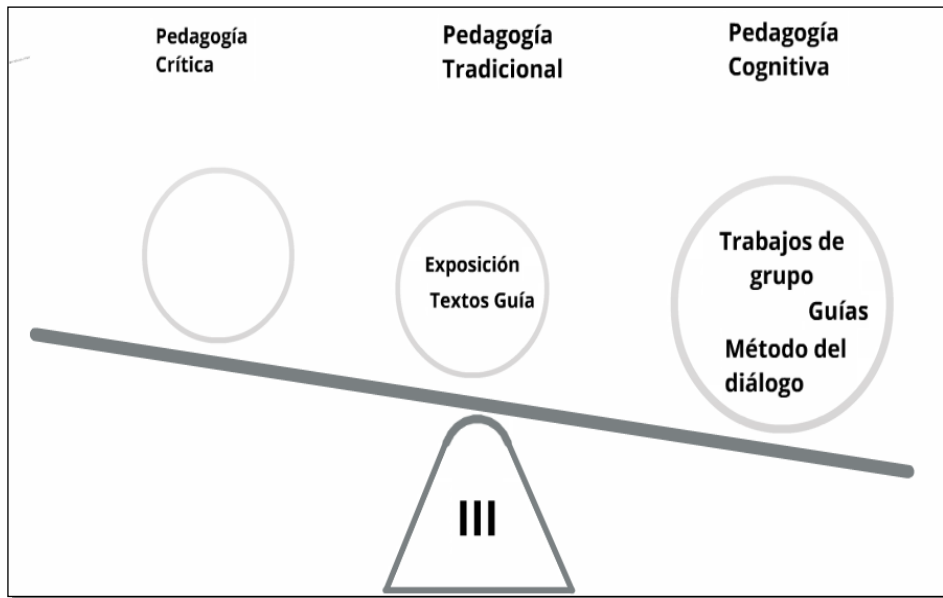 Pedagogía
Crítica
Pedagogía
Tradicional
Pedagogía
Cognitiva
Exposición
Textos Guía
Trabajos de
grupo
Guías
Método del
diálogo
III